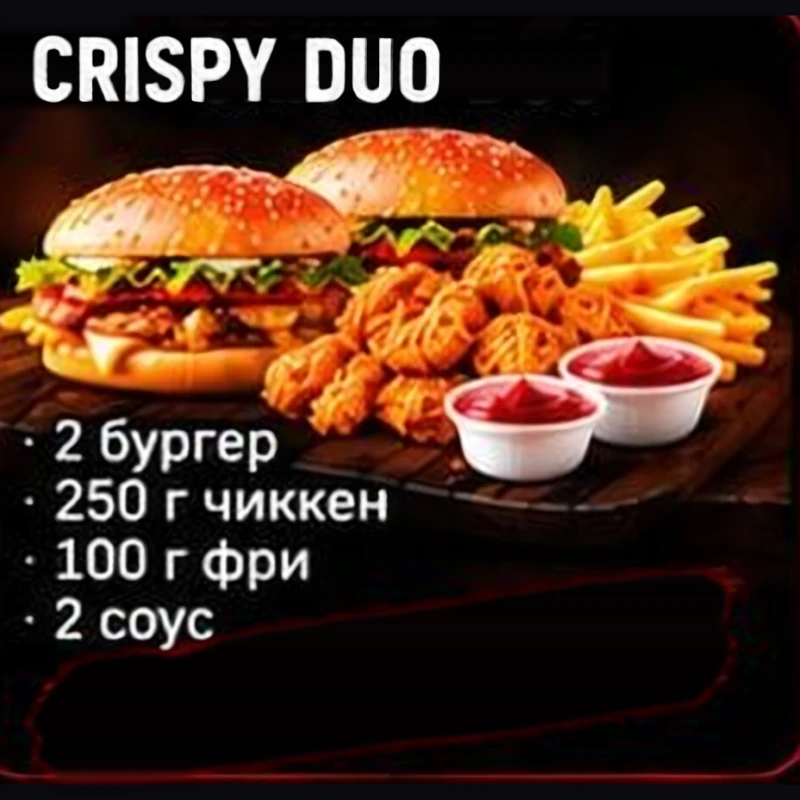 CRISPY DUO
· 2 бургер
· 250 г чиккен
· 100 г фри
· 2 соус